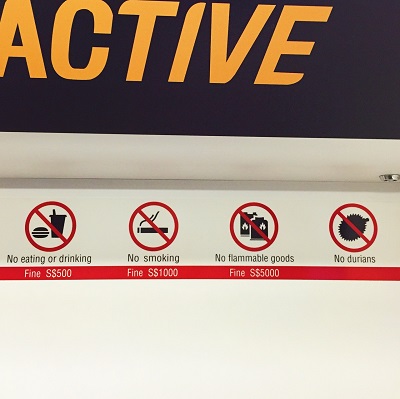 ACTIVE
No eating or drinking
No smoking
No flammable goods
No durians
Fine S$500
Fine S$1000
Fine S$5000